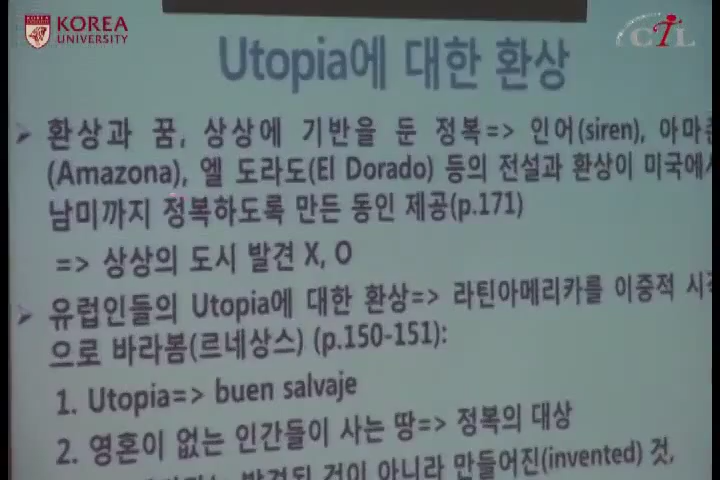 KOREA
UNIVERSITY
CTL
Utopia에 대한 환상
환상과 꿈, 상상에 기반을 둔 정복=> 인어(siren),
(Amazona), 엘 도라도(El Dorado) 등의 전설과 환상이 미국에서
남미까지 정복하도록 만든 동인 제공(p.171)
=> 상상의 도시 발견 X, O
유럽인들의 Utopia에 대한 환상=> 라틴아메리카를 이중적
으로 바라봄(르네상스) (p.150-151):
1. Utopia=> buen salvaje
2. 영혼이 없는 인간들이 사는 땅=> 정복의 대상
발견된 것이 아니라 만들어진(invented) 것,